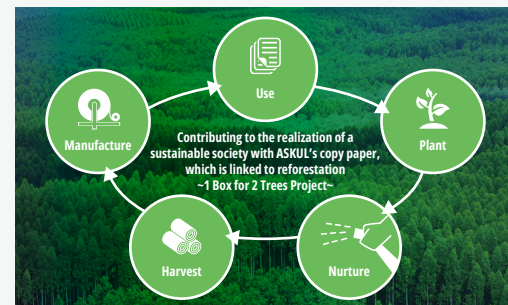 Use
Manufacture
Plant
Contributing to the realization of a
sustainable society with ASKUL's copy paper,
which is linked to reforestation
~1 Box for 2 Trees Project~
Harvest
Nurture